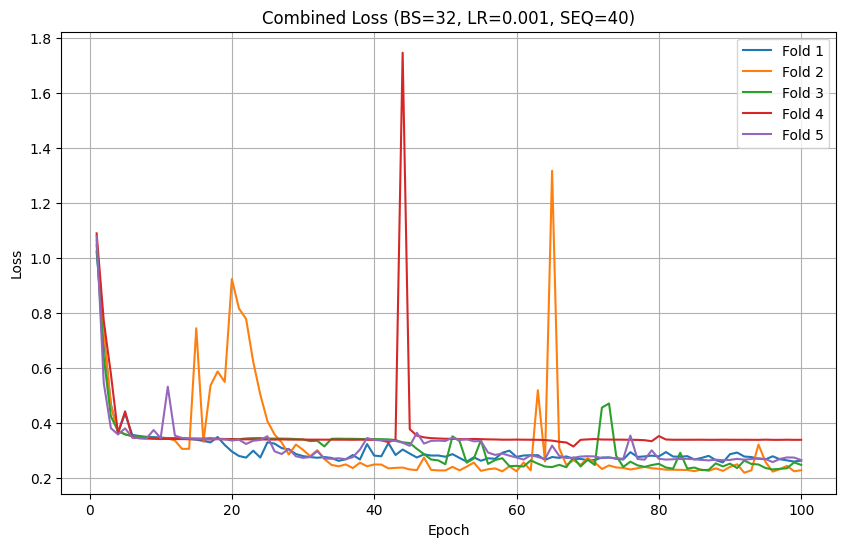 Combined Loss (BS=32, LR=0.001, SEQ=40)
1.8
1.6
1.4
1.2
1.0
0.8
0.6
0.4
0.2
Loss
0 20 40 60 80 100
Epoch
Fold 1
Fold 2
Fold 3
Fold 4
Fold 5